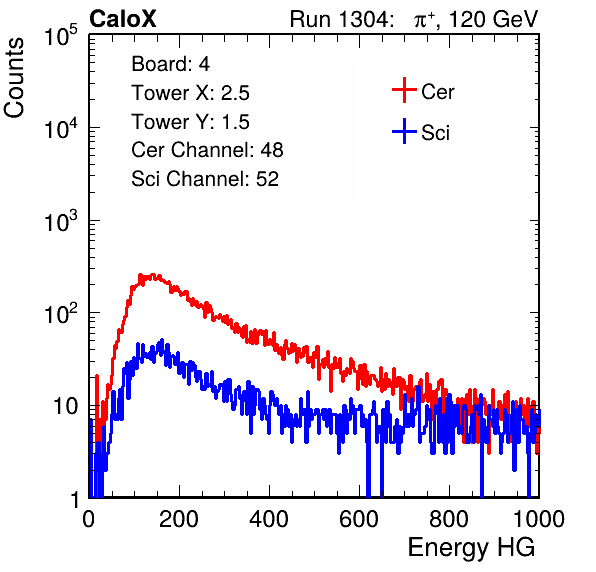 CaloX Run 1304: π⁺, 120 GeV
Counts
Board: 4
Tower X: 2.5
Tower Y: 1.5
Cer Channel: 48
Sci Channel: 52
Cer
Sci
10⁵
10⁴
10³
10²
10
1
0 200 400 600 800 1000
Energy HG